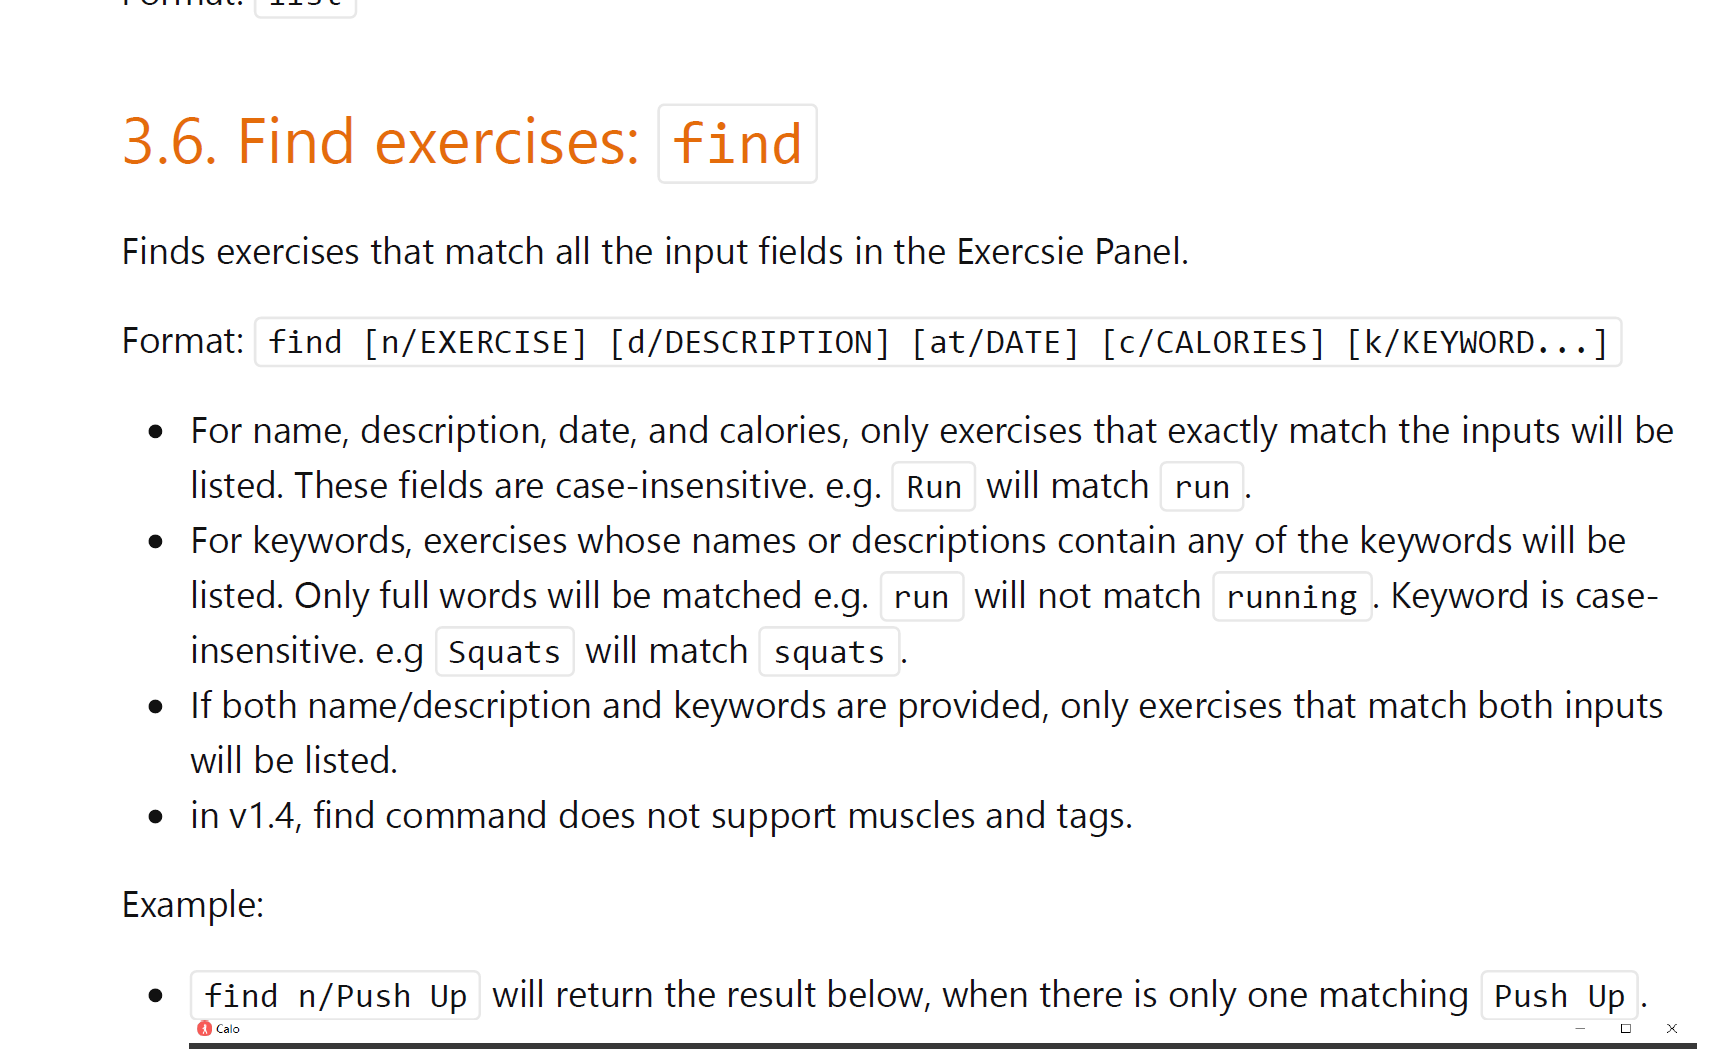 Format: list
3.6. Find exercises: find
Finds exercises that match all the input fields in the Exercsie Panel.
Format: find [n/EXERCISE] [d/DESCRIPTION] [at/DATE] [c/CALORIES] [k/KEYWORD...]
• For name, description, date, and calories, only exercises that exactly match the inputs will be
listed. These fields are case-insensitive. e.g. Run will match run.
• For keywords, exercises whose names or descriptions contain any of the keywords will be
listed. Only full words will be matched e.g. run will not match running. Keyword is case-
insensitive. e.g Squats will match squats.
• If both name/description and keywords are provided, only exercises that match both inputs
will be listed.
• in v1.4, find command does not support muscles and tags.
Example:
• find n/Push Up will return the result below, when there is only one matching Push Up.
Calo